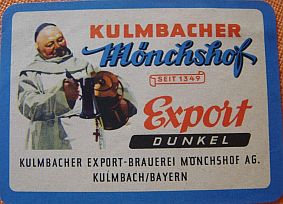 KULMBACHER
Mönchshof
SEIT 1349
Export
DUNKEL
KULMBACHER EXPORT-BRAUEREI MÖNCHSHOF AG.
KULMBACH/BAYERN